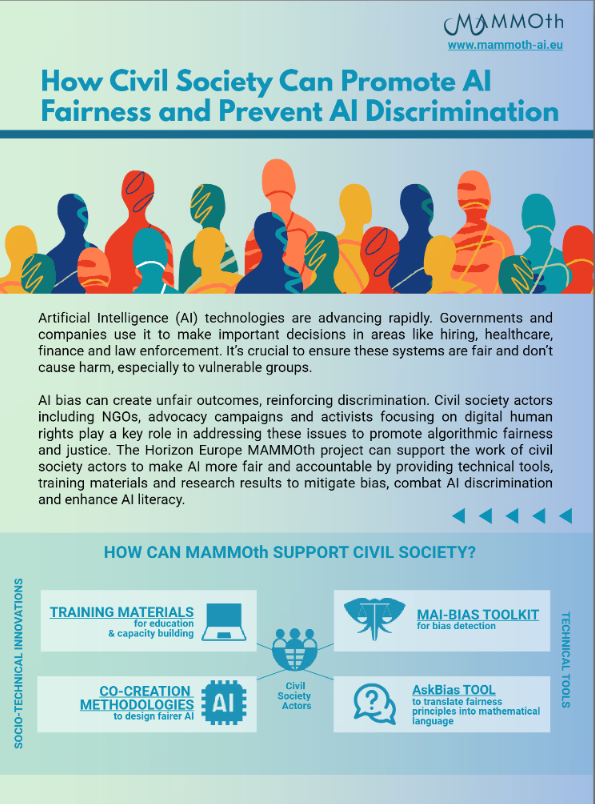 MAMMOth
www.mammoth-ai.eu
How Civil Society Can Promote AI
Fairness and Prevent AI Discrimination
Artificial Intelligence (AI) technologies are advancing rapidly. Governments and
companies use it to make important decisions in areas like hiring, healthcare,
finance and law enforcement. It's crucial to ensure these systems are fair and don't
cause harm, especially to vulnerable groups.
AI bias can create unfair outcomes, reinforcing discrimination. Civil society actors
including NGOs, advocacy campaigns and activists focusing on digital human
rights play a key role in addressing these issues to promote algorithmic fairness
and justice. The Horizon Europe MAMMOth project can support the work of civil
society actors to make AI more fair and accountable by providing technical tools,
training materials and research results to mitigate bias, combat AI discrimination
and enhance AI literacy.
HOW CAN MAMMOth SUPPORT CIVIL SOCIETY?
SOCIO-TECHNICAL INNOVATIONS
TRAINING MATERIALS
for education
& capacity building
CO-CREATION
METHODOLOGIES
to design fairer AI
AI
Civil
Society
Actors
MAI-BIAS TOOLKIT
for bias detection
AskBias TOOL
to translate fairness
principles into mathematical
language
TECHNICAL TOOLS